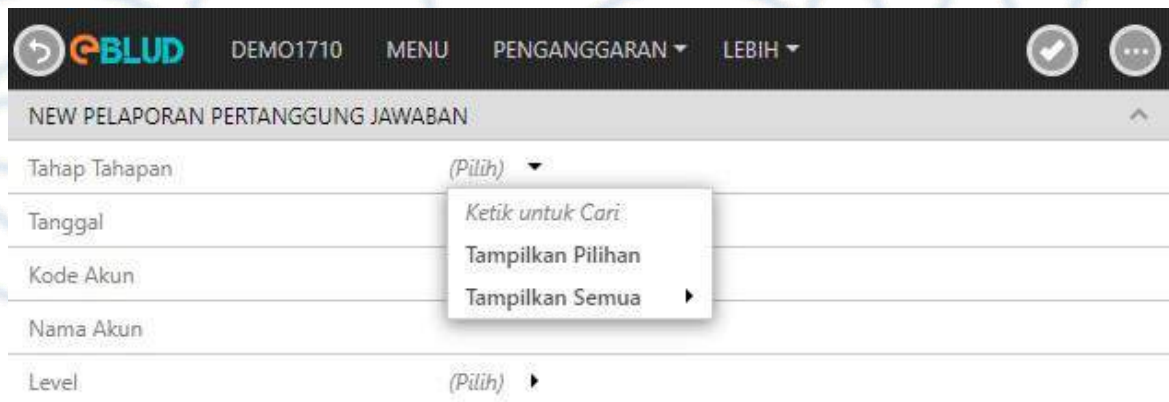 eBLUD DEMO1710 MENU PENGANGGARAN LEBIH
NEW PELAPORAN PERTANGGUNG JAWABAN
Tahap Tahapan (Pilih)
Ketik untuk Cari
Tanggal
Tampilkan Pilihan
Kode Akun
Tampilkan Semua
Nama Akun
Level (Pilih)